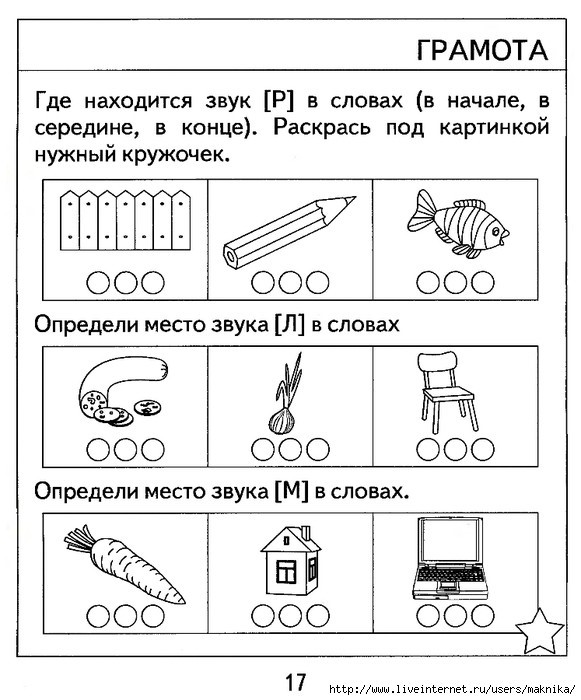 ГРАМОТА
Где находится звук [Р] в словах (в начале, в
середине, в конце). Раскрась под картинкой
нужный кружочек.
Определи место звука [Л] в словах
Определи место звука [М] в словах.
17
http://www.liveinternet.ru/users/maknika/